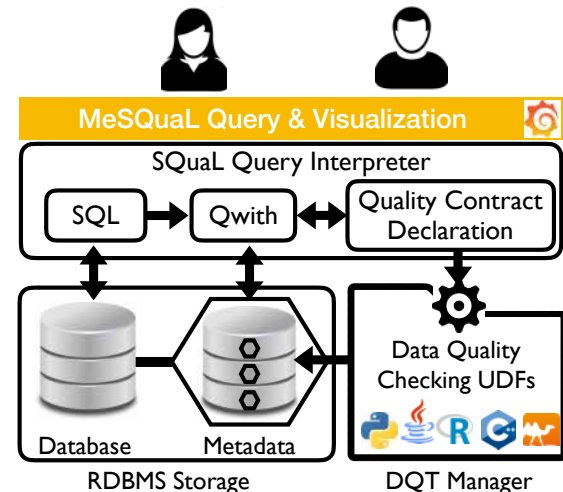 MeSQuaL Query & Visualization
SQuaL Query Interpreter
SQL
Qwith
Quality Contract
Declaration
Data Quality
Checking UDFs
R
C++
Database
Metadata
RDBMS Storage
DQT Manager